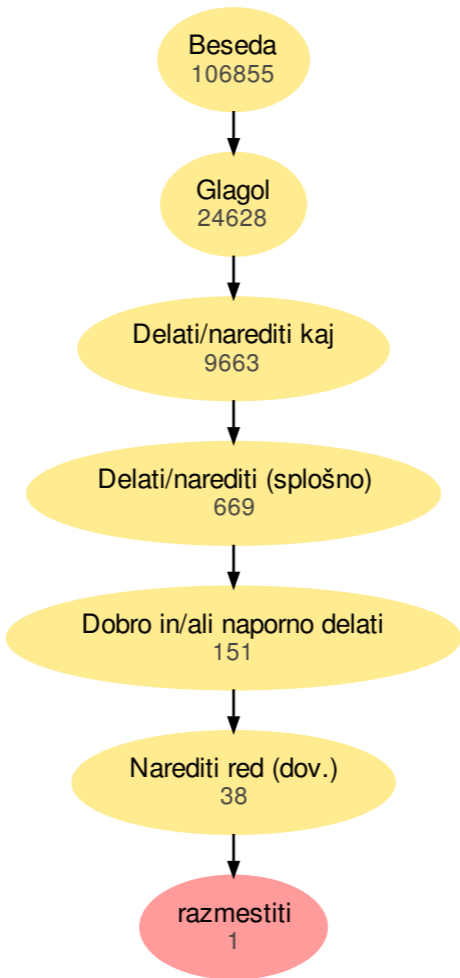 Beseda
106855
Glagol
24628
Delati/narediti kaj
9663
Delati/narediti (splošno)
669
Dobro in/ali naporno delati
151
Narediti red (dov.)
38
razmestiti
1